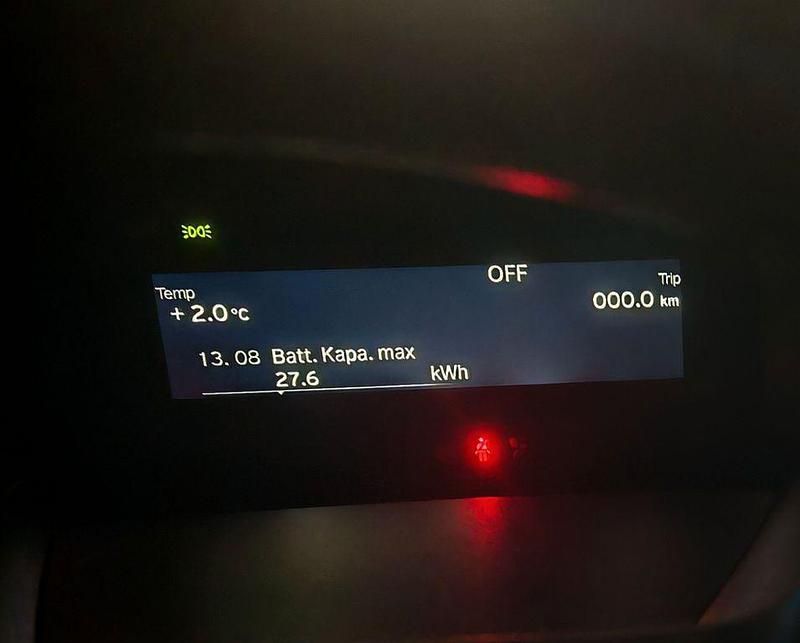 OFF
Temp
+ 2.0°C
Trip
000.0 km
13. 08 Batt. Kapa. max
27.6 kWh